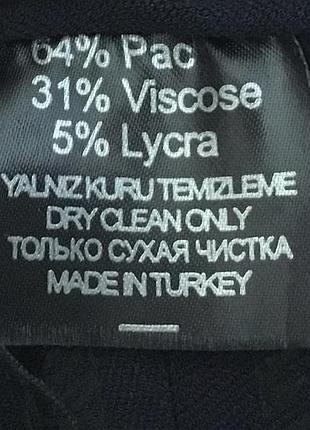 64% Pac
31% Viscose
5% Lycra
YALNIZ KURU TEMIZLEME
DRY CLEAN ONLY
ТОЛЬКО СУХАЯ ЧИСТКА
MADE IN TURKEY